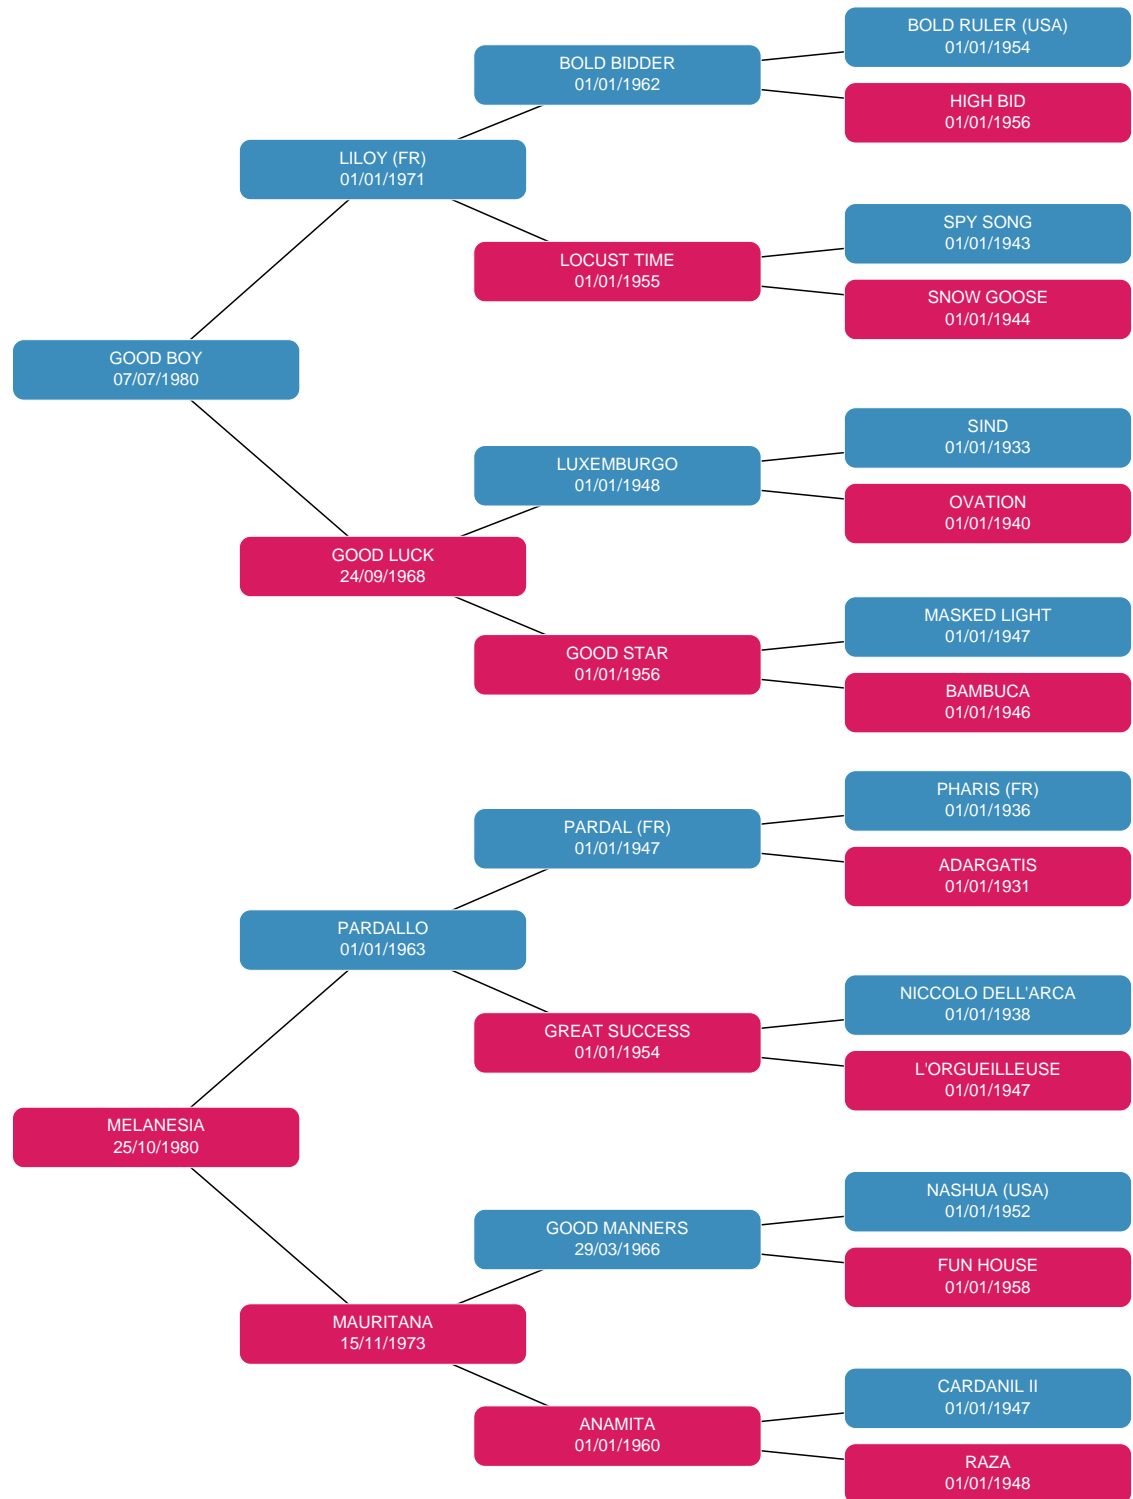 BOLD RULER (USA)
01/01/1954
BOLD BIDDER
01/01/1962
HIGH BID
01/01/1956
LILOY (FR)
01/01/1971
SPY SONG
01/01/1943
LOCUST TIME
01/01/1955
SNOW GOOSE
01/01/1944
GOOD BOY
07/07/1980
SIND
01/01/1933
LUXEMBURGO
01/01/1948
OVATION
01/01/1940
GOOD LUCK
24/09/1968
MASKED LIGHT
01/01/1947
GOOD STAR
01/01/1956
BAMBUCA
01/01/1946
PHARIS (FR)
01/01/1936
PARDAL (FR)
01/01/1947
ADARGATIS
01/01/1931
PARDALLO
01/01/1963
NICCOLO DELL'ARCA
01/01/1938
GREAT SUCCESS
01/01/1954
L'ORGUEILLEUSE
01/01/1947
MELANESIA
25/10/1980
NASHUA (USA)
01/01/1952
GOOD MANNERS
29/03/1966
FUN HOUSE
01/01/1958
MAURITANA
15/11/1973
CARDANIL II
01/01/1947
ANAMITA
01/01/1960
RAZA
01/01/1948